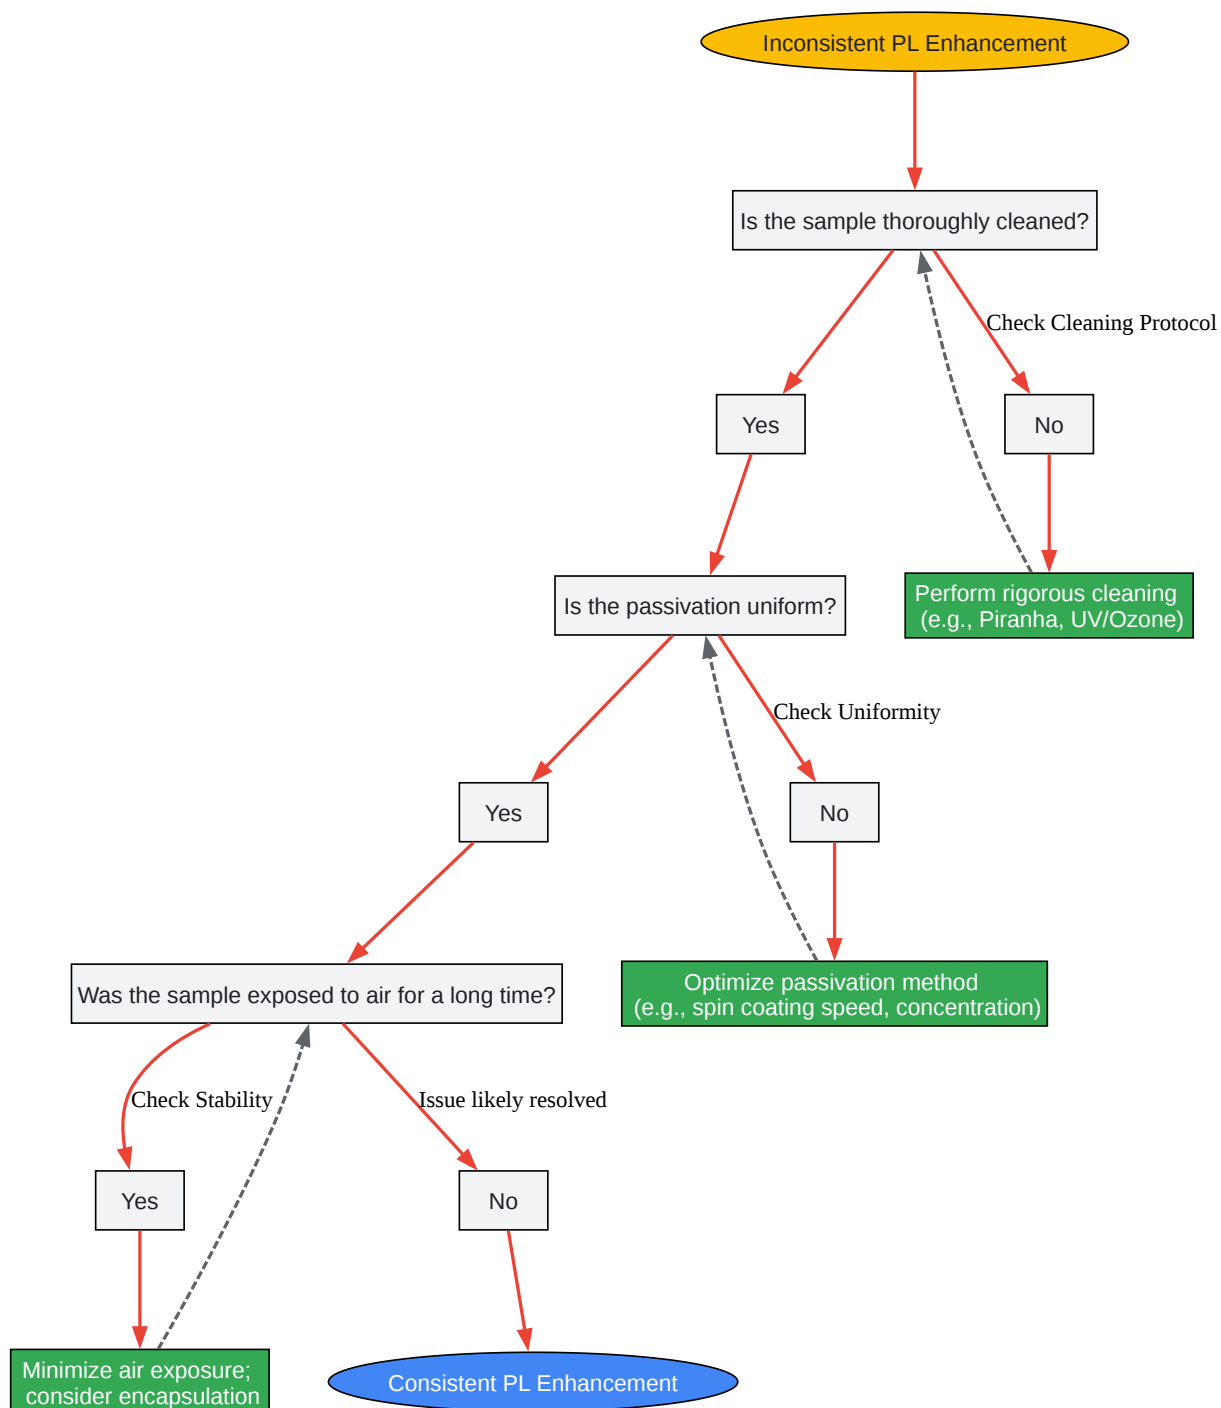 Inconsistent PL Enhancement
Is the sample thoroughly cleaned?
Check Cleaning Protocol
Yes
No
Perform rigorous cleaning
(e.g., Piranha, UV/Ozone)
Is the passivation uniform?
Check Uniformity
Yes
No
Optimize passivation method
(e.g., spin coating speed, concentration)
Was the sample exposed to air for a long time?
Check Stability
Issue likely resolved
Yes
No
Minimize air exposure;
consider encapsulation
Consistent PL Enhancement